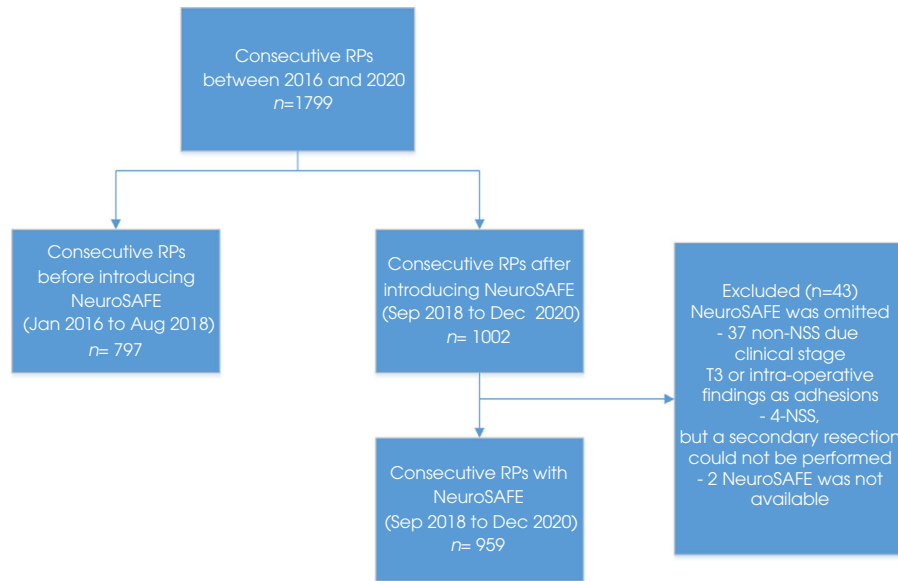 Consecutive RPs
between 2016 and 2020
n=1799
Consecutive RPs
before introducing
NeuroSAFE
(Jan 2016 to Aug 2018)
n= 797
Consecutive RPs after
introducing NeuroSAFE
(Sep 2018 to Dec 2020)
n= 1002
Excluded (n=43)
NeuroSAFE was omitted
- 37 non-NSS due
clinical stage
T3 or intra-operative
findings as adhesions
- 4-NSS,
but a secondary resection
could not be performed
- 2 NeuroSAFE was not
available
Consecutive RPs with
NeuroSAFE
(Sep 2018 to Dec 2020)
n= 959